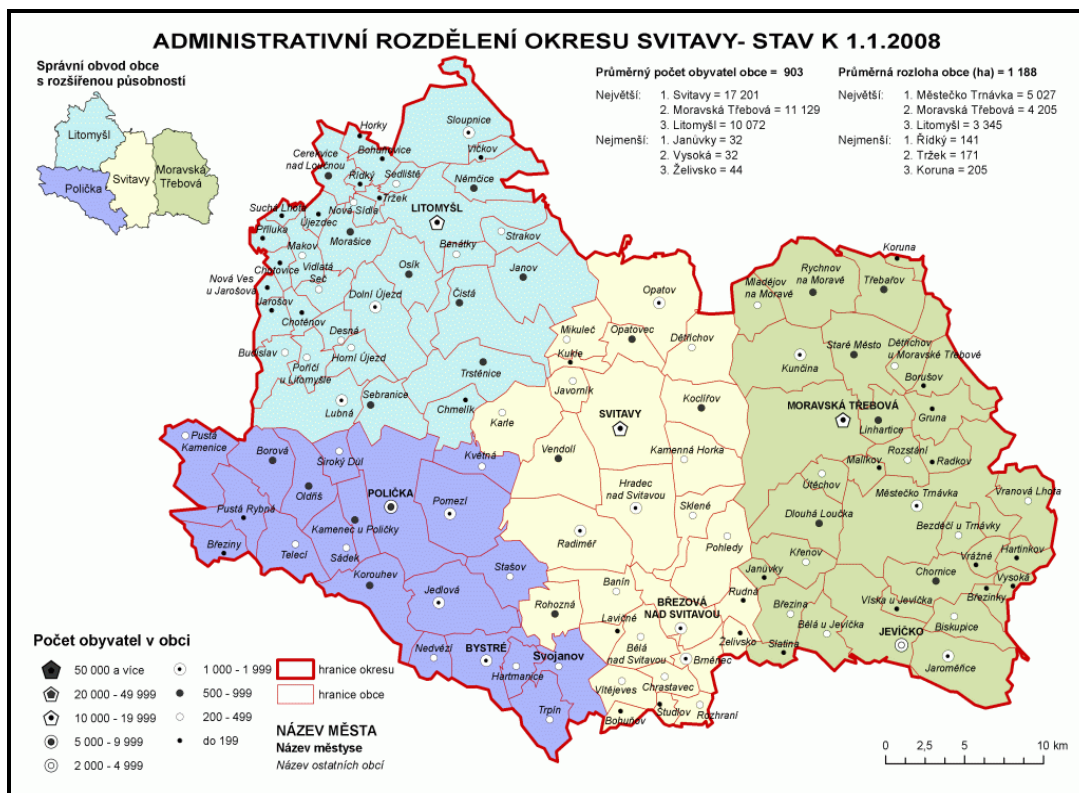 ADMINISTRATIVNÍ ROZDĚLENÍ OKRESU SVITAVY- STAV K 1.1.2008
Správní obvod obce
s rozšířenou působností
Litomyšl
Polička
Svitavy
Moravská
Třebová
Průměrný počet obyvatel obce = 903
Největší: 1. Svitavy = 17 201
2. Moravská Třebová = 11 129
3. Litomyšl = 10 072
Nejmenší: 1. Janůvky = 32
2. Vysoká = 32
3. Želivsko = 44
Průměrná rozloha obce (ha) = 1 188
Největší: 1. Městečko Trnávka = 5 027
2. Moravská Třebová = 4 205
3. Litomyšl = 3 345
Nejmenší: 1. Řídký = 141
2. Tržek = 171
3. Koruna = 205
Sloupnice
Horky
Bohuňovice
Vlčkov
Cerekvice
nad Loučnou
Řídký
Sedliště
Němčice
Tržek
Suchá Lhota
Újezdec
Nová Sídla
LITOMYŠL
Příluka
Morašice
Strakov
Makov
Benátky
Chotovice
Vidlatá
Seč
Osík
Janov
Nová Ves
u Jarošova
Jarošov
Dolní Újezd
Čistá
Chotěnov
Desná
Budislav
Horní Újezd
Poříčí
u Litomyšle
Trstěnice
Lubná
Sebranice
Chmelík
Opatov
Mikuleč
Opatovec
Dětřichov
Kukle
Javorník
Karle
SVITAVY
Koclířov
Vendolí
Kamenná Horka
Květná
Hradec
nad Svitavou
Sklené
Radiměř
Pohledy
Banín
Rohozná
Lavičné
BŘEZOVÁ
NAD SVITAVOU
Rudná
Želivsko
Bělá
nad Svitavou
Brněnec
Vítějeves
Chrastavec
Bohuňov
Študlov
Rozhraní
Koruna
Mladějov
na Moravě
Rychnov
na Moravě
Třebařov
Staré Město
Dětřichov
u Moravské Třebové
Kunčina
Borušov
MORAVSKÁ TŘEBOVÁ
Linhartice
Gruna
Malíkov
Rozstání
Radkov
Útěchov
Městečko Trnávka
Vranová Lhota
Dlouhá Loučka
Bezděčí u Trnávky
Křenov
Vrážné
Hartinkov
Janůvky
Chornice
Vysoká
Březinky
Březina
Víska u Jevíčka
Bělá u Jevíčka
Biskupice
Slatina
JEVÍČKO
Jaroměřice
Pustá
Kamenice
Borová
Široký Důl
Oldřiš
POLIČKA
Pomezí
Pustá Rybná
Kamenec u Poličky
Březiny
Telecí
Sádek
Korouhev
Stašov
Jedlová
Nedvězí
BYSTRÉ
Svojanov
Hartmanice
Trpín
Počet obyvatel v obci
50 000 a více
20 000 - 49 999
10 000 - 19 999
5 000 - 9 999
2 000 - 4 999
1 000 - 1 999
500 - 999
200 - 499
do 199
hranice okresu
hranice obce
NÁZEV MĚSTA
Název městyse
Název ostatních obcí
0 2,5 5 10 km